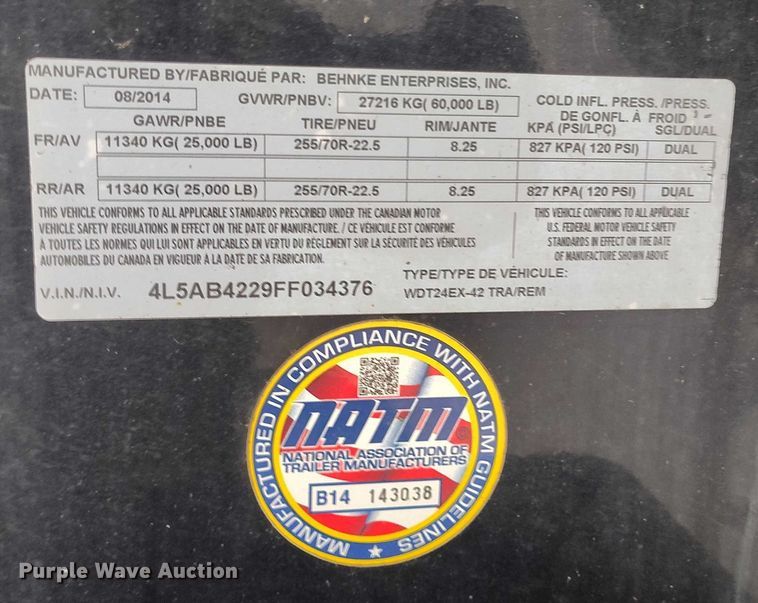 MANUFACTURED BY/FABRIQUÉ PAR: BEHNKE ENTERPRISES, INC.
DATE: 08/2014 GVWR/PNBV: 27216 KG( 60,000 LB) COLD INFL. PRESS./PRESS.
DE GONFL. À FROID
GAWR/PNBE TIRE/PNEU RIM/JANTE KPA (PSI/LPC) SGL/DUAL
FR/AV 11340 KG( 25,000 LB) 255/70R-22.5 8.25 827 KPA( 120 PSI) DUAL
RR/AR 11340 KG( 25,000 LB) 255/70R-22.5 8.25 827 KPA( 120 PSI) DUAL
THIS VEHICLE CONFORMS TO ALL APPLICABLE STANDARDS PRESCRIBED UNDER THE CANADIAN MOTOR
VEHICLE SAFETY REGULATIONS IN EFFECT ON THE DATE OF MANUFACTURE. / CE VÉHICULE EST CONFORME
À TOUTES LES NORMES QUI LUI SONT APPLICABLES EN VERTU DU RÈGLEMENT SUR LA SÉCURITÉ DES VÉHICULES
AUTOMOBILES DU CANADA EN VIGUEUR À LA DATE DE SA FABRICATION.
THIS VEHICLE CONFORMS TO ALL APPLICABLE
U.S. FEDERAL MOTOR VEHICLE SAFETY
STANDARDS IN EFFECT ON THE DATE
OF MANUFACTURE SHOWN ABOVE
V.I.N./N.I.V. 4L5AB4229FF034376
TYPE/TYPE DE VÉHICULE:
WDT24EX-42 TRA/REM
MANUFACTURED IN COMPLIANCE WITH NATM GUIDELINES
NATM
NATIONAL ASSOCIATION OF
TRAILER MANUFACTURERS
B14 143038
Purple Wave Auction